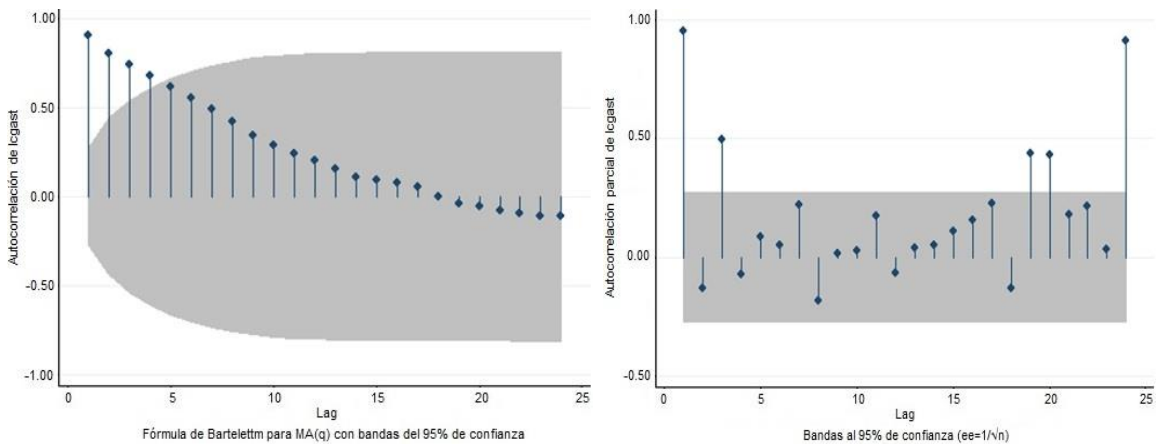 Autocorrelación de lcgast
1.00
0.50
0.00
-0.50
-1.00
0 5 10 15 20 25
Lag
Fórmula de Bartelettm para MA(q) con bandas del 95% de confianza
Autocorrelación parcial de lcgast
1.00
0.50
0.00
-0.50
0 5 10 15 20 25
Lag
Bandas al 95% de confianza (ee=1/√n)